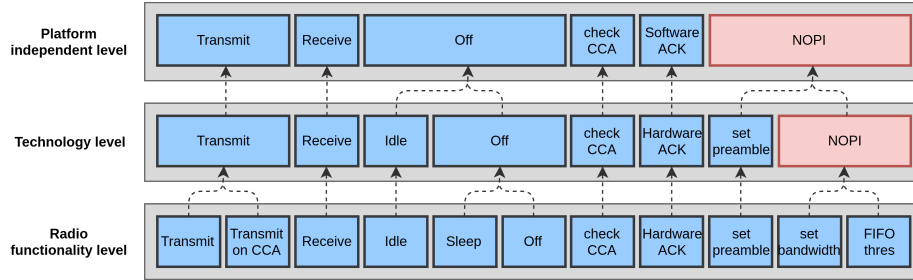 Platform
independent level
Transmit
Receive
Off
check
CCA
Software
ACK
NOPI
Technology level
Transmit
Receive
Idle
Off
check
CCA
Hardware
ACK
set
preamble
NOPI
Radio
functionality level
Transmit
Transmit
on CCA
Receive
Idle
Sleep
Off
check
CCA
Hardware
ACK
set
preamble
set
bandwidth
FIFO
thres